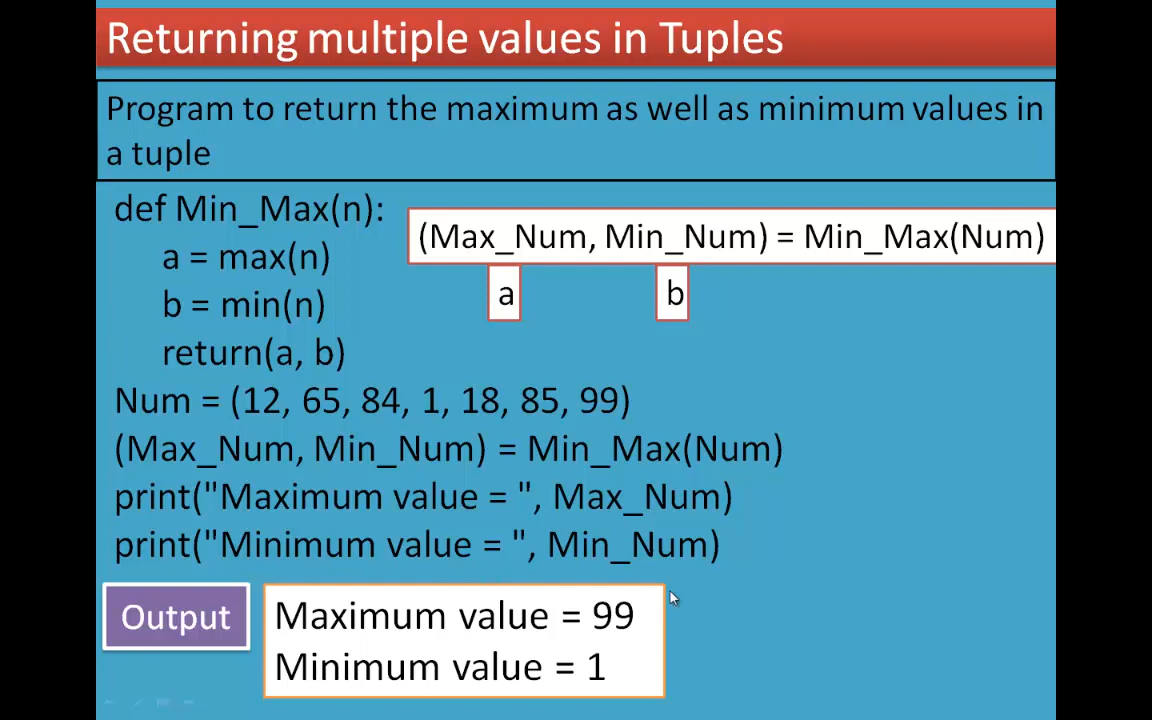 Returning multiple values in Tuples
Program to return the maximum as well as minimum values in
a tuple
def Min_Max(n):
(Max_Num, Min_Num) = Min_Max(Num)
a = max(n)
a b
b = min(n)
return(a, b)
Num = (12, 65, 84, 1, 18, 85, 99)
(Max_Num, Min_Num) = Min_Max(Num)
print("Maximum value = ", Max_Num)
print("Minimum value = ", Min_Num)
Output
Maximum value = 99
Minimum value = 1